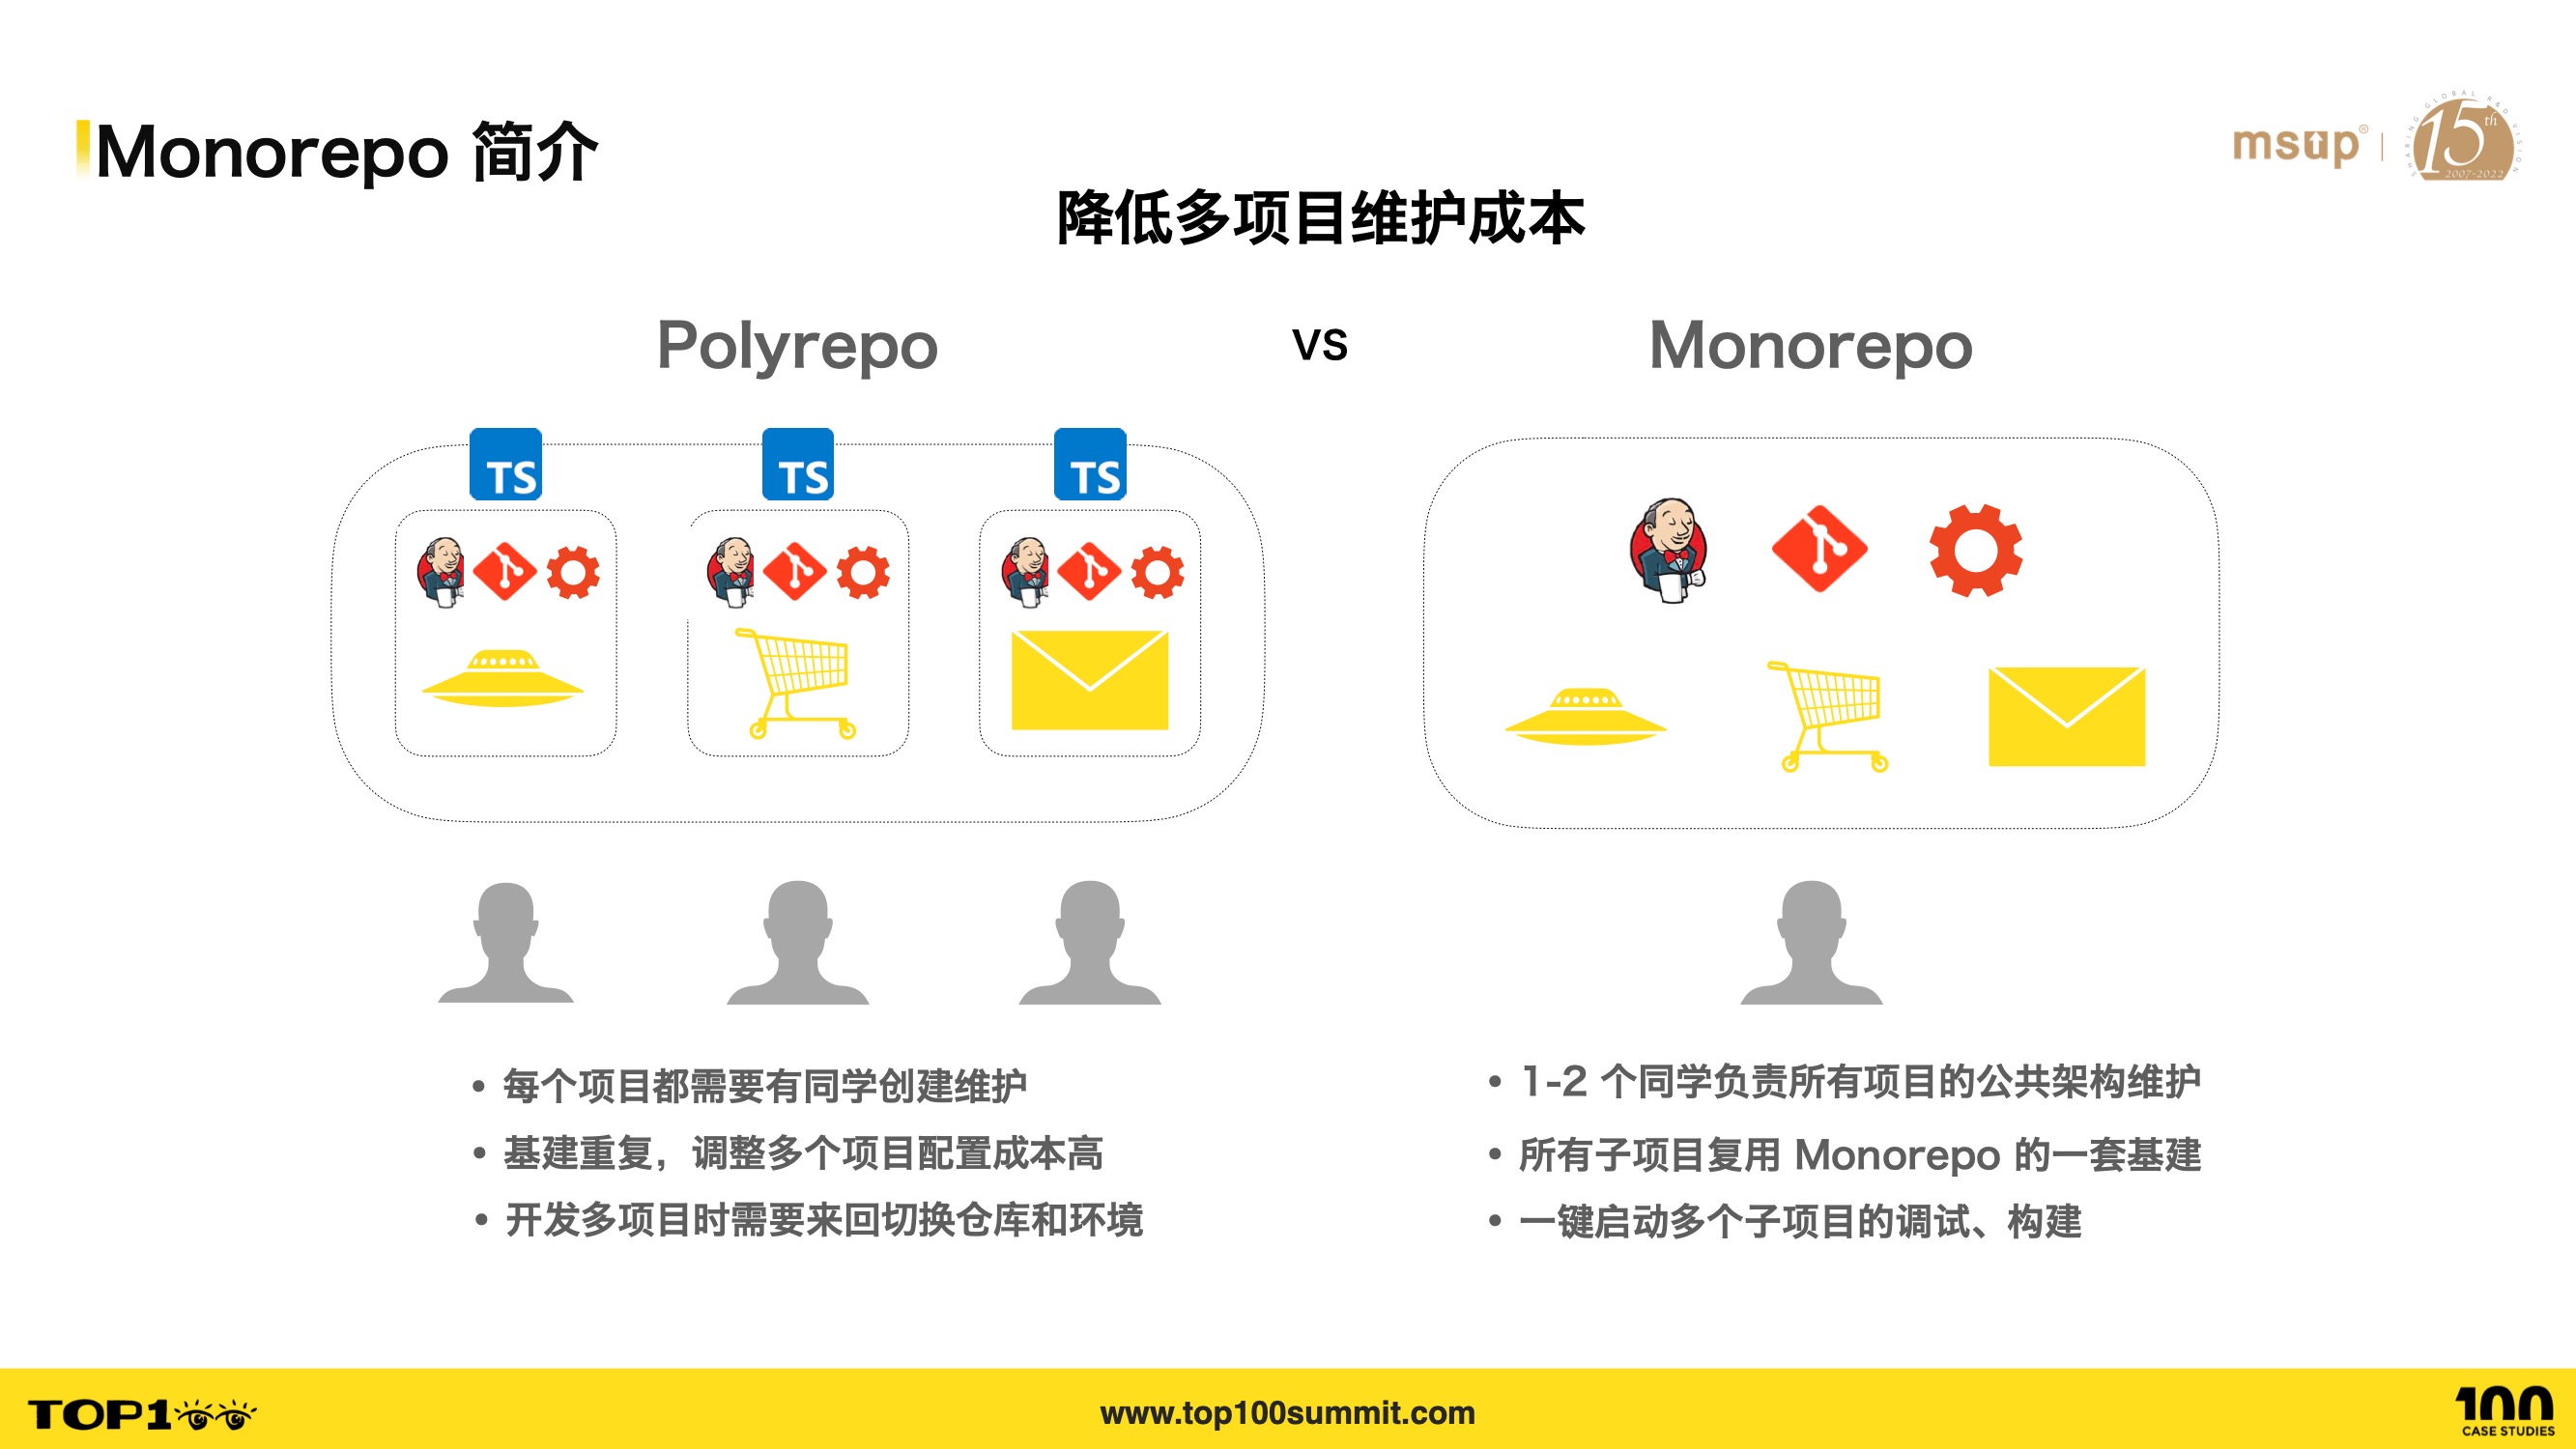 Monorepo 简介
msup®
SHARING GLOBAL R&D VISION
15th
2007-2022
降低多项目维护成本
Polyrepo
VS
Monorepo
TS
TS
TS
• 每个项目都需要有同学创建维护
• 基建重复，调整多个项目配置成本高
• 开发多项目时需要来回切换仓库和环境
• 1-2 个同学负责所有项目的公共架构维护
• 所有子项目复用 Monorepo 的一套基建
• 一键启动多个子项目的调试、构建
TOP100
www.top100summit.com
100
CASE STUDIES